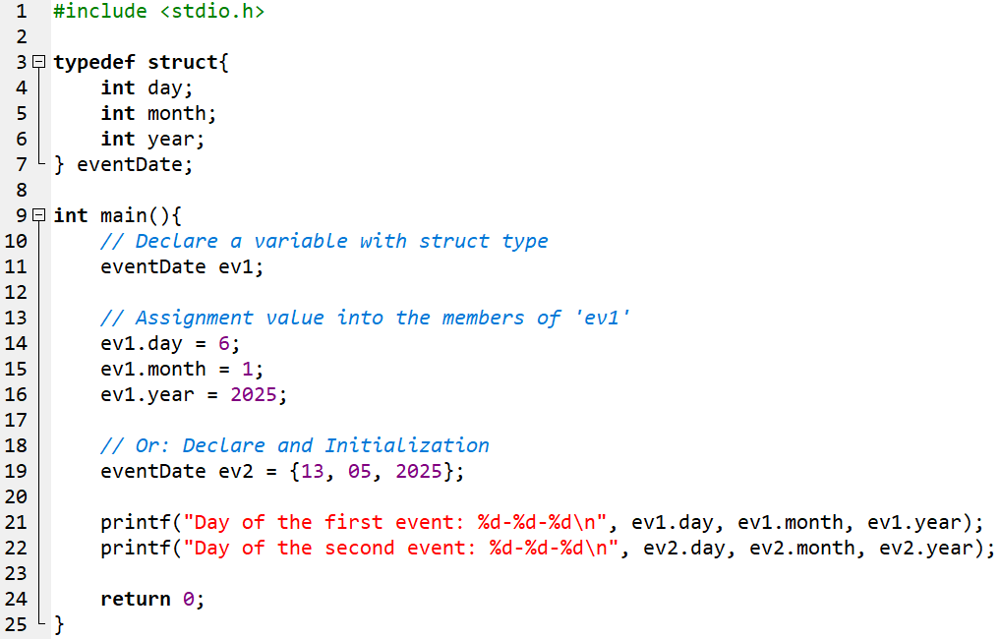 1 #include <stdio.h>
2
3 typedef struct{
4     int day;
5     int month;
6     int year;
7 } eventDate;
8
9 int main(){
10     // Declare a variable with struct type
11     eventDate ev1;
12
13     // Assignment value into the members of 'ev1'
14     ev1.day = 6;
15     ev1.month = 1;
16     ev1.year = 2025;
17
18     // Or: Declare and Initialization
19     eventDate ev2 = {13, 05, 2025};
20
21     printf("Day of the first event: %d-%d-%d\n", ev1.day, ev1.month, ev1.year);
22     printf("Day of the second event: %d-%d-%d\n", ev2.day, ev2.month, ev2.year);
23
24     return 0;
25 }